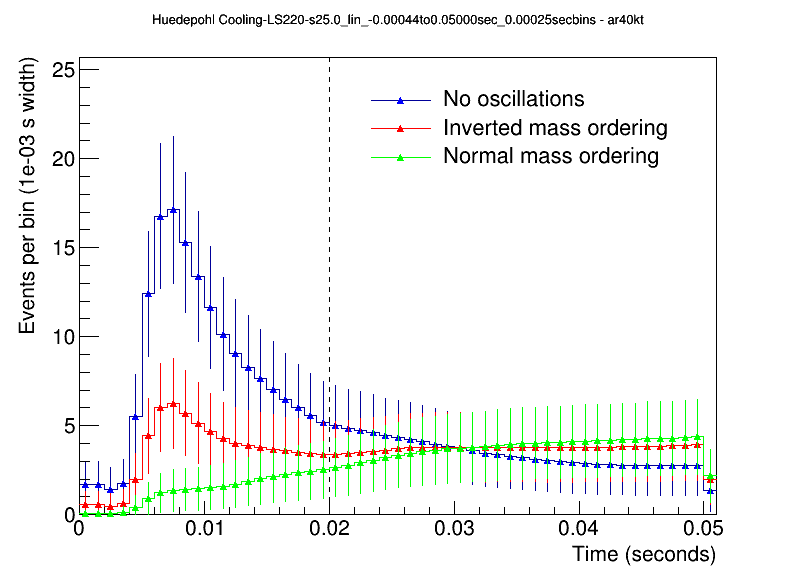 Huedepohl Cooling-LS220-s25.0_lin_-0.00044to0.05000sec_0.00025secbins - ar40kt
Events per bin (1e-03 s width)
25
20
15
10
5
0
No oscillations
Inverted mass ordering
Normal mass ordering
0 0.01 0.02 0.03 0.04 0.05
Time (seconds)